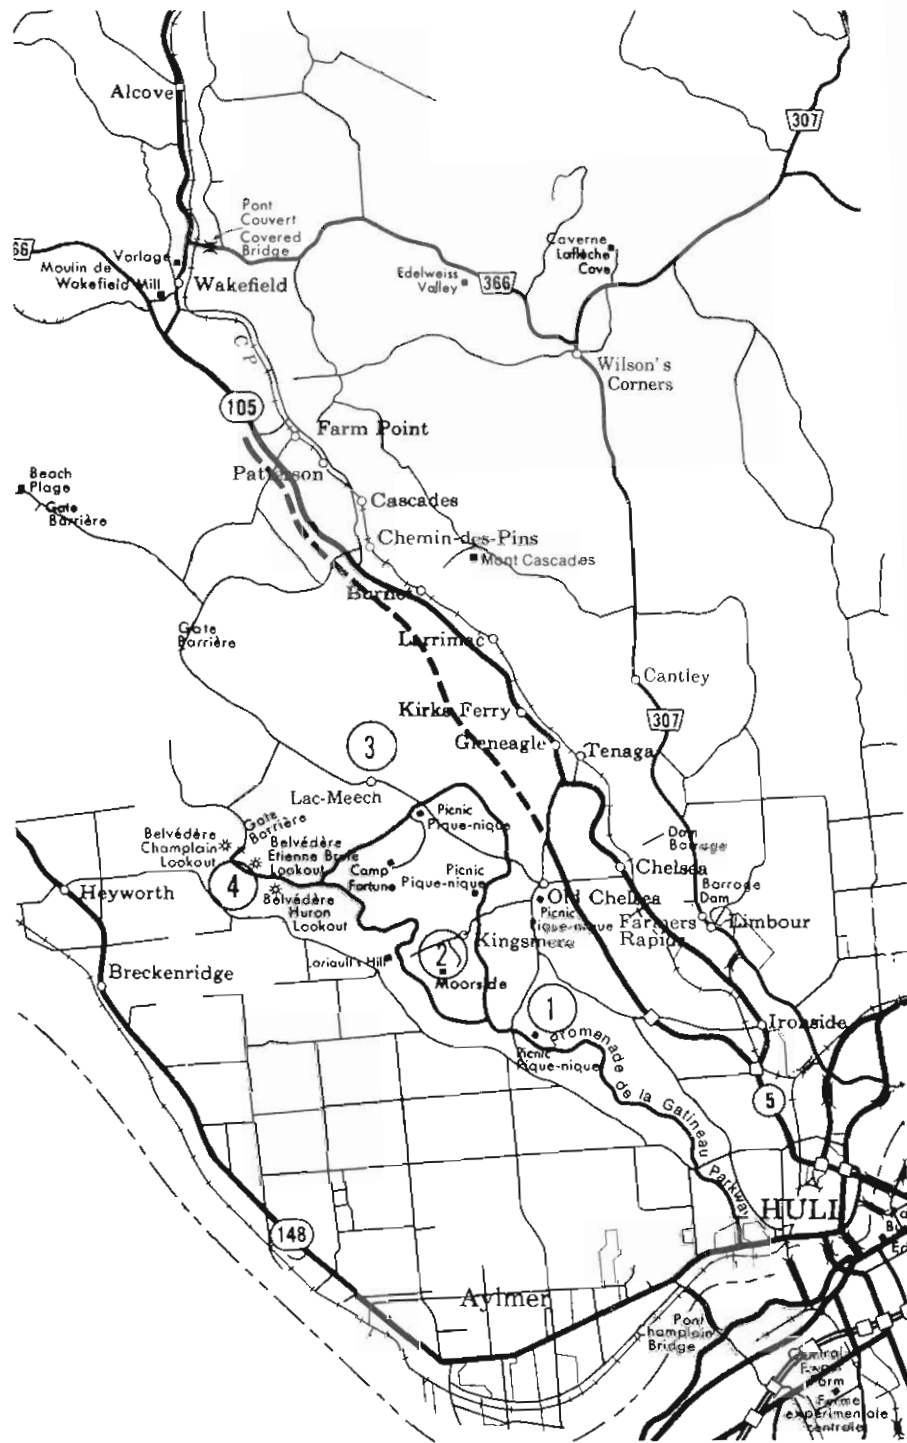 Alcove
307
Pont
Couvert
Covered
Bridge
66
Vorlage
Moulin de
Wakefield Mill
Wakefield
Caverne
Laflèche
Cave
Edelweiss
Valley
366
CP
Wilson's
Corners
105
Farm Point
Patterson
Beach
Plage
Gate
Barrière
Cascades
Chemin-des-Pins
Mont Cascades
Burnet
Gate
Barrière
Larrimac
Cantley
Kirks Ferry
307
Gleneagle
Tenaga
3
Lac-Meech
Picnic
Pique-nique
Gate
Barrière
Belvédère
Champlain
Lookout
Belvédère
Etienne Brule
Lookout
Dam
Barrage
Chelsea
Camp
Fortune
Picnic
Pique-nique
4
Heyworth
Belvédère
Huron
Lookout
Old Chelsea
Picnic
Pique-nique
Barrage
Dam
Farmers
Rapids
Limbour
Kingsmere
2
Loriault's Hill
Moorside
Breckenridge
1
Ironside
Picnic
Pique-nique
Promenade de la Gatineau Parkway
5
HULL
148
Aylmer
Pont
Champlain
Bridge
Central
Farm
Ferme
expérimentale
centrale